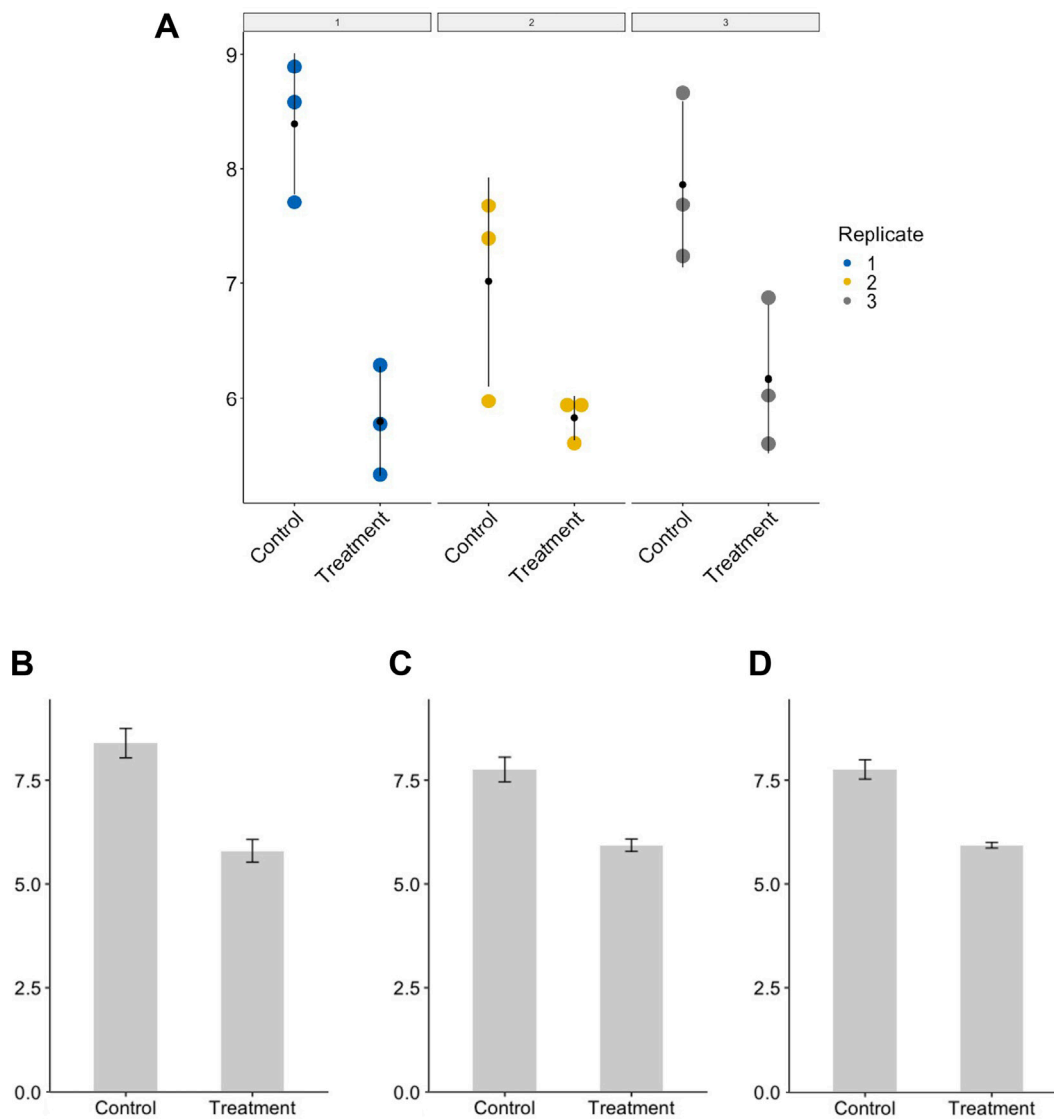 A
1 2 3
9
8
7
6
Control Treatment Control Treatment Control Treatment
Replicate
1
2
3
B
7.5
5.0
2.5
0.0
Control Treatment
C
7.5
5.0
2.5
0.0
Control Treatment
D
7.5
5.0
2.5
0.0
Control Treatment